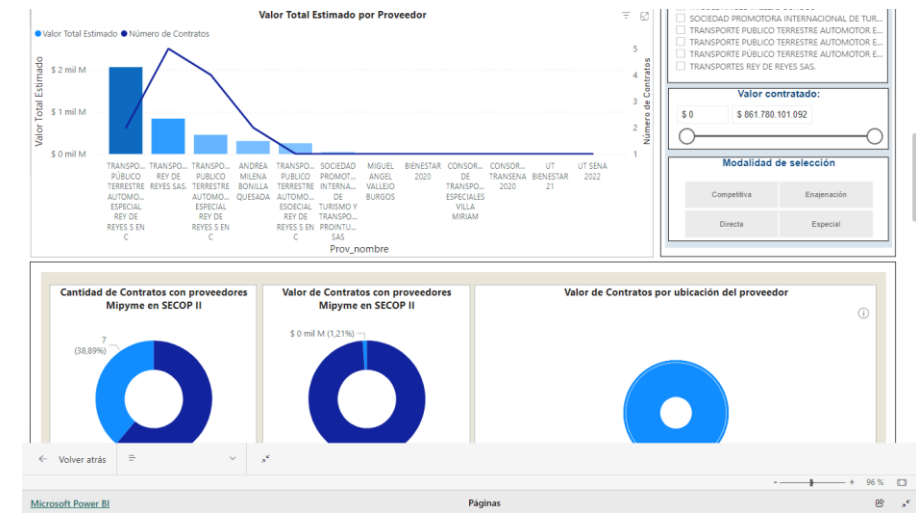 Valor Total Estimado por Proveedor
Valor Total Estimado Número de Contratos
Valor Total Estimado
$ 2 mil M
$ 1 mil M
$ 0 mil M
5
4
3
2
1
Número de Contratos
TRANSPO... PÚBLICO TERRESTRE AUTOMO... ESPECIAL REY DE REYES S EN C
TRANSPO... REY DE REYES SAS.
TRANSPO... PUBLICO TERRESTRE AUTOMO... ESPECIAL REY DE REYES S EN C
ANDREA MILENA BONILLA QUESADA
TRANSPO... PUBLICO TERRESTRE AUTOMO... ESOECIAL REY DE REYES S EN C
SOCIEDAD PROMOT... INTERNA... DE TURISMO Y TRANSPO... PROINTU... SAS
MIGUEL ANGEL VALLEJO BURGOS
BIENESTAR 2020
CONSOR... DE TRANSPO... ESPECIALES VILLA MIRIAM
CONSOR... TRANSENA 2020
UT BIENESTAR 21
UT SENA 2022
Prov_nombre
SOCIEDAD PROMOTORA INTERNACIONAL DE TUR...
TRANSPORTE PUBLICO TERRESTRE AUTOMOTOR E...
TRANSPORTE PUBLICO TERRESTRE AUTOMOTOR E...
TRANSPORTE PÚBLICO TERRESTRE AUTOMOTOR E...
TRANSPORTES REY DE REYES SAS.
Valor contratado:
$ 0 $ 861.780.101.092
Modalidad de selección
Competitiva Enajenación
Directa Especial
Cantidad de Contratos con proveedores
Mipyme en SECOP II
7
(38,89%)
Valor de Contratos con proveedores
Mipyme en SECOP II
$ 0 mil M (1,21%)
Valor de Contratos por ubicación del proveedor
Volver atrás
- + 96 %
Microsoft Power BI
Páginas